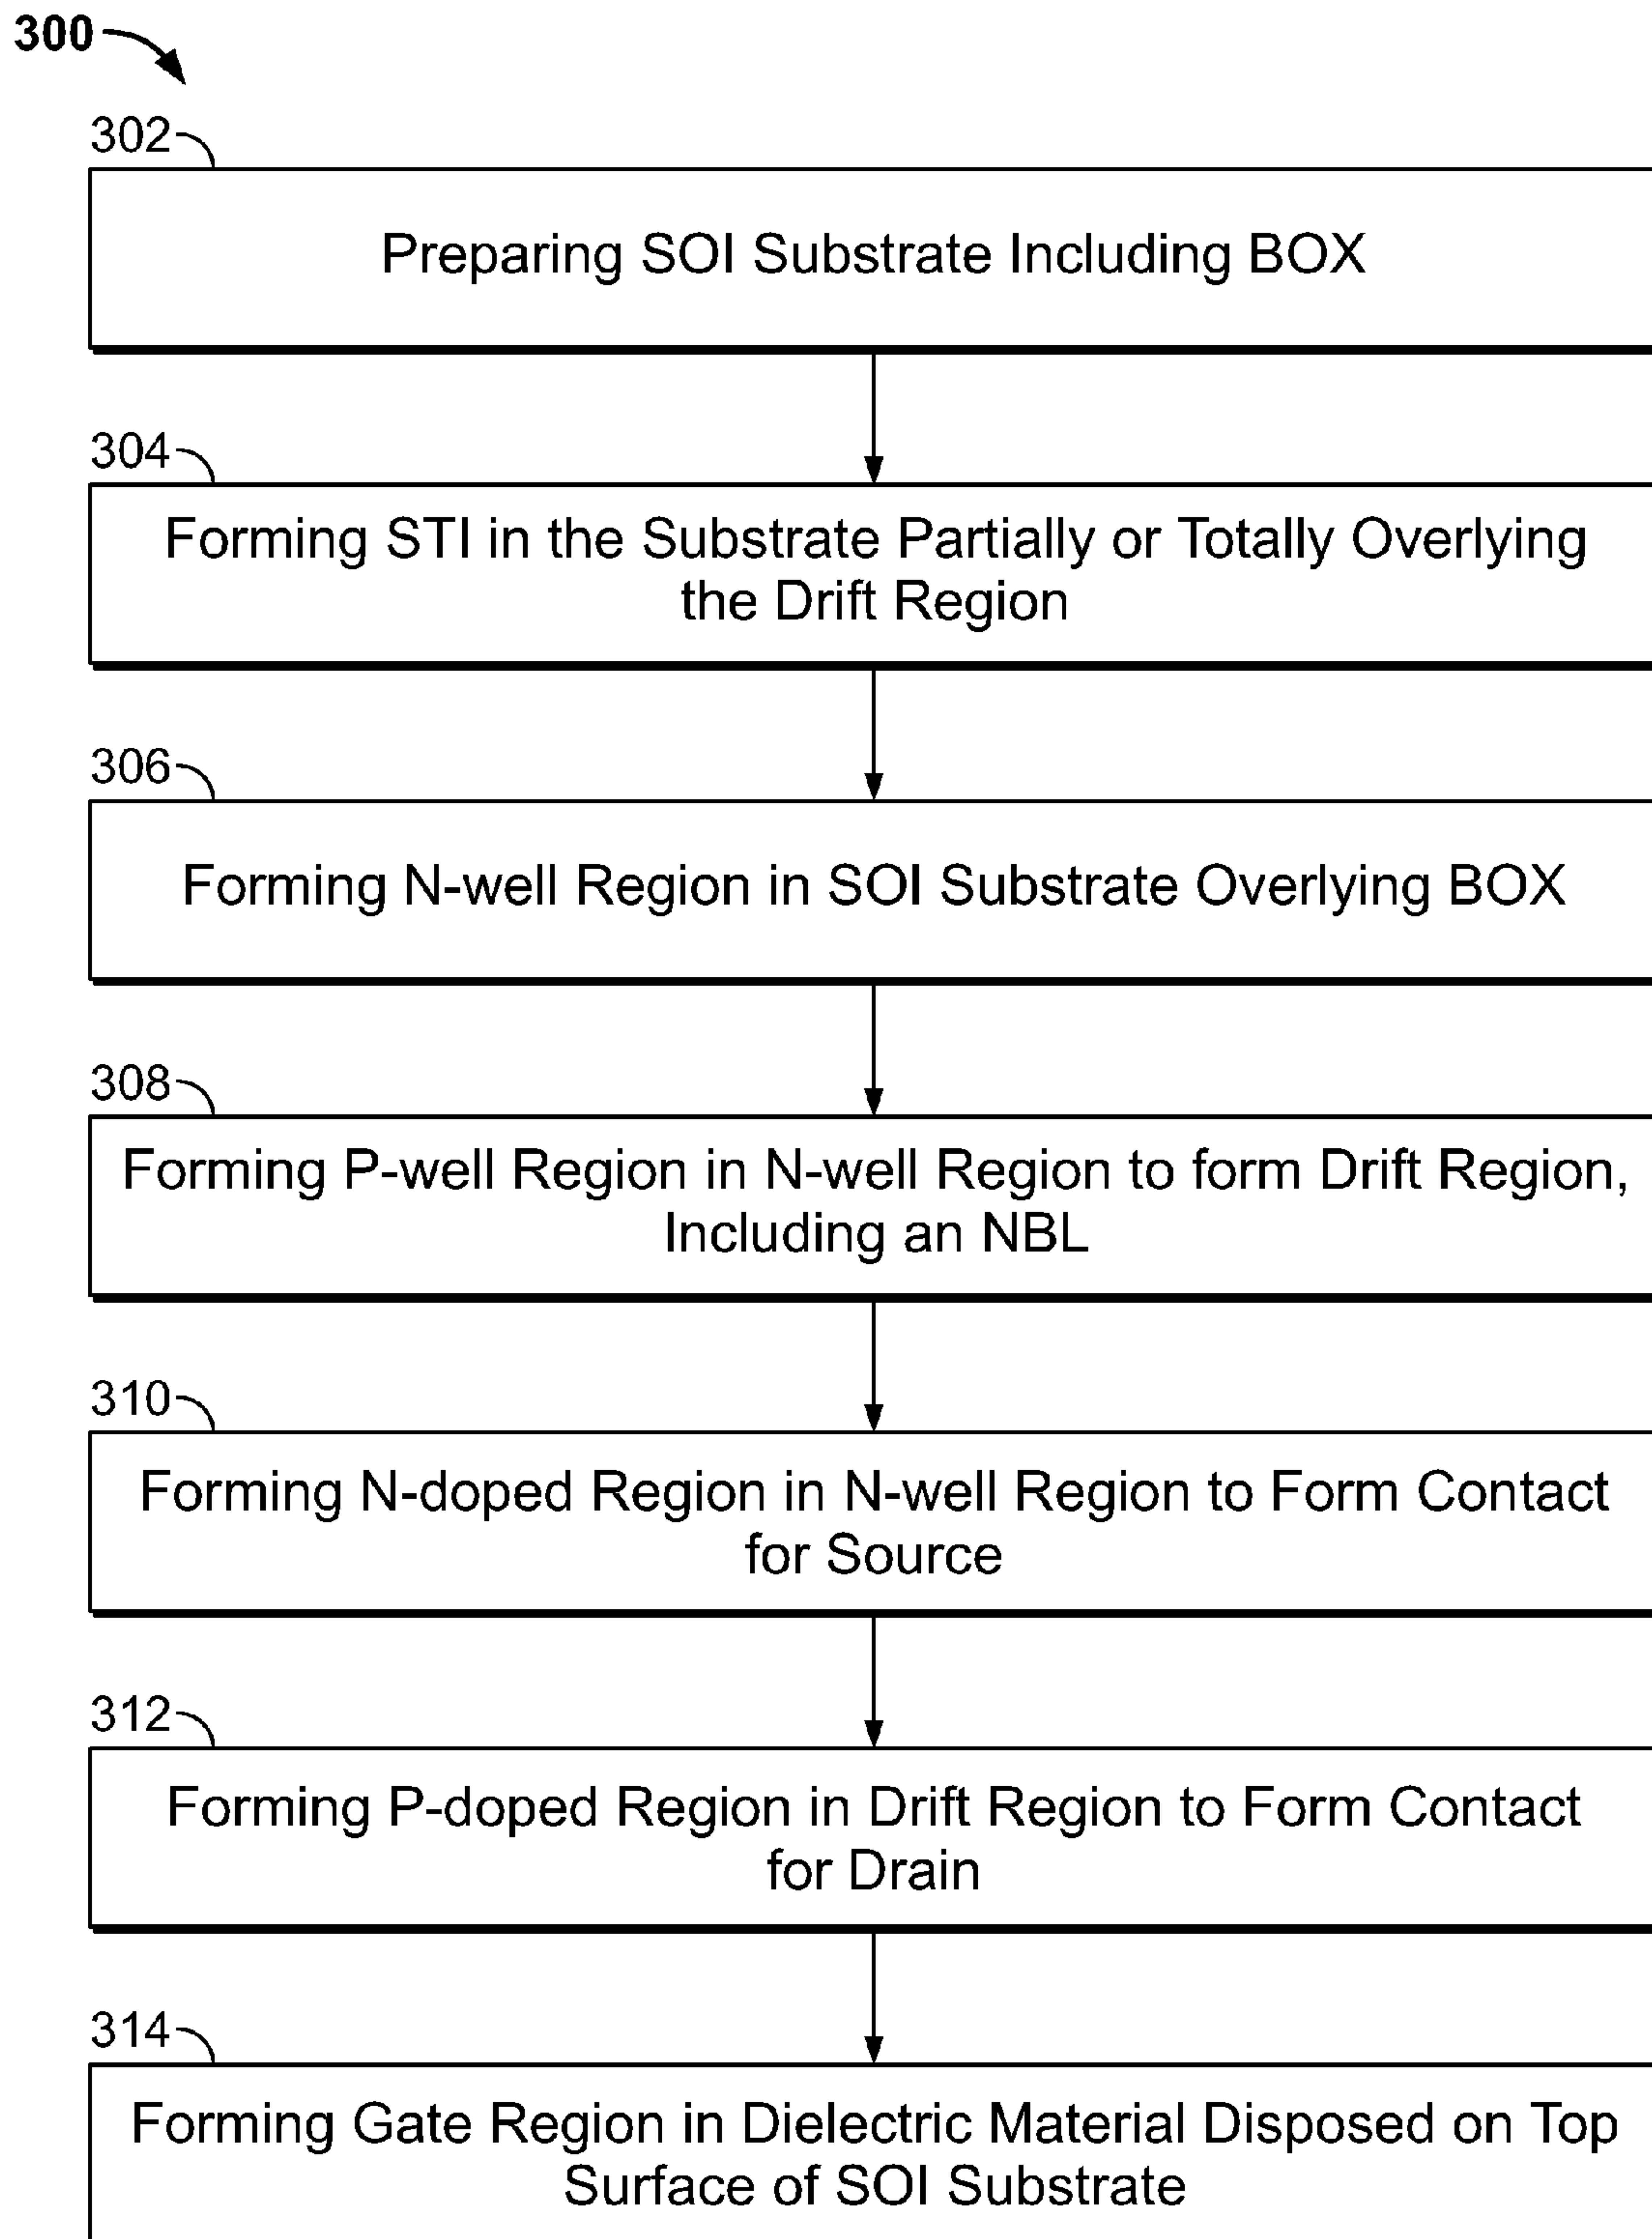 300
302
Preparing SOI Substrate Including BOX
304
Forming STI in the Substrate Partially or Totally Overlying
the Drift Region
306
Forming N-well Region in SOI Substrate Overlying BOX
308
Forming P-well Region in N-well Region to form Drift Region,
Including an NBL
310
Forming N-doped Region in N-well Region to Form Contact
for Source
312
Forming P-doped Region in Drift Region to Form Contact
for Drain
314
Forming Gate Region in Dielectric Material Disposed on Top
Surface of SOI Substrate